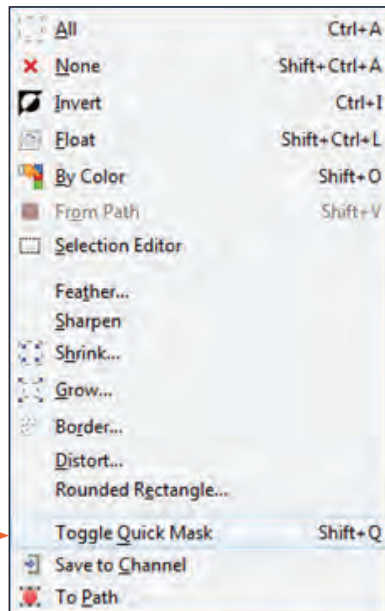 All Ctrl+A
None Shift+Ctrl+A
Invert Ctrl+I
Float Shift+Ctrl+L
By Color Shift+O
From Path Shift+V
Selection Editor
Feather...
Sharpen
Shrink...
Grow...
Border...
Distort...
Rounded Rectangle...
Toggle Quick Mask Shift+Q
Save to Channel
To Path